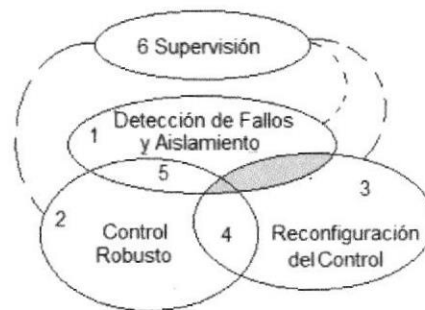 6 Supervisión
1 Detección de Fallos
y Aislamiento
5
3
2
Control
Robusto
4
Reconfiguración
del Control